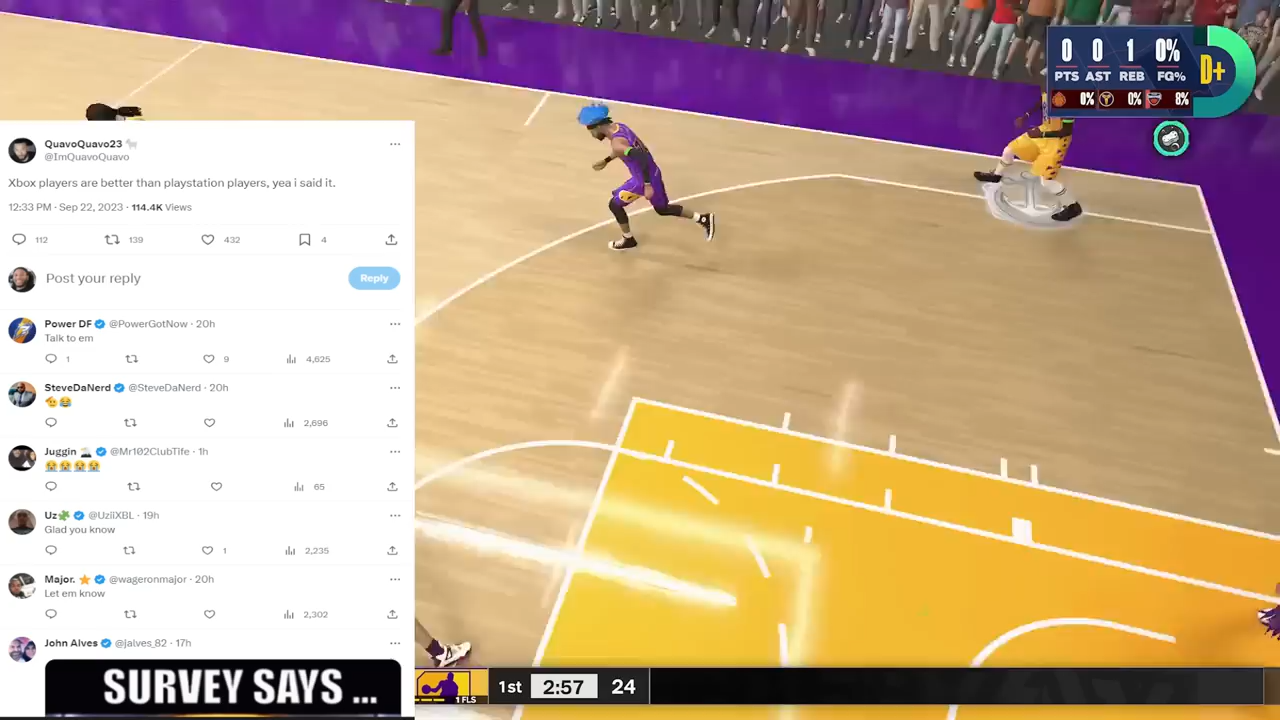 QuavoQuavo23 🐐
@ImQuavoQuavo
Xbox players are better than playstation players, yea i said it.
12:33 PM · Sep 22, 2023 · 114.4K Views
112 139 432 4
Post your reply
Reply
Power DF @PowerGotNow · 20h
Talk to em
1 9 4,625
SteveDaNerd @SteveDaNerd · 20h
🫡😂
2,696
Juggin @Mr102ClubTife · 1h
😭😭😭😭
65
Uz @UziiXBL · 19h
Glad you know
1 2,235
Major. ⭐ @wageronmajor · 20h
Let em know
2,302
John Alves @jalves_82 · 17h
SURVEY SAYS ...
0 0 1 0%
PTS AST REB FG%
0% 0% 8%
D+
1 FLS
1st 2:57 24